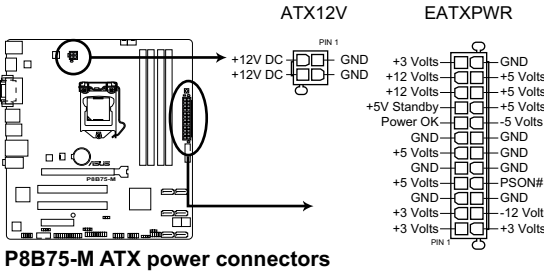 ATX12V
EATXPWR
PIN 1
+12V DC GND
+12V DC GND
+3 Volts GND
+12 Volts +5 Volts
+12 Volts +5 Volts
+5V Standby +5 Volts
Power OK -5 Volts
GND GND
+5 Volts GND
GND GND
+5 Volts PSON#
GND GND
+3 Volts -12 Volts
+3 Volts +3 Volts
PIN 1
ASUS
P8B75-M
P8B75-M ATX power connectors